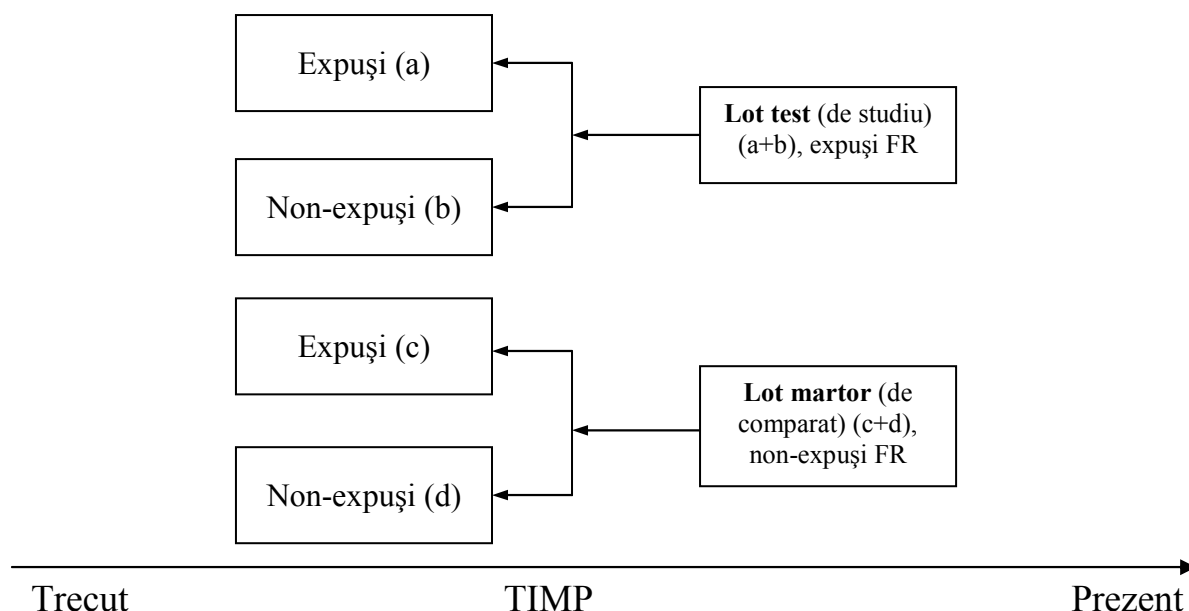 Expuşi (a)
Lot test (de studiu)
(a+b), expuşi FR
Non-expuşi (b)
Expuşi (c)
Lot martor (de
comparat) (c+d),
non-expuşi FR
Non-expuşi (d)
Trecut
TIMP
Prezent